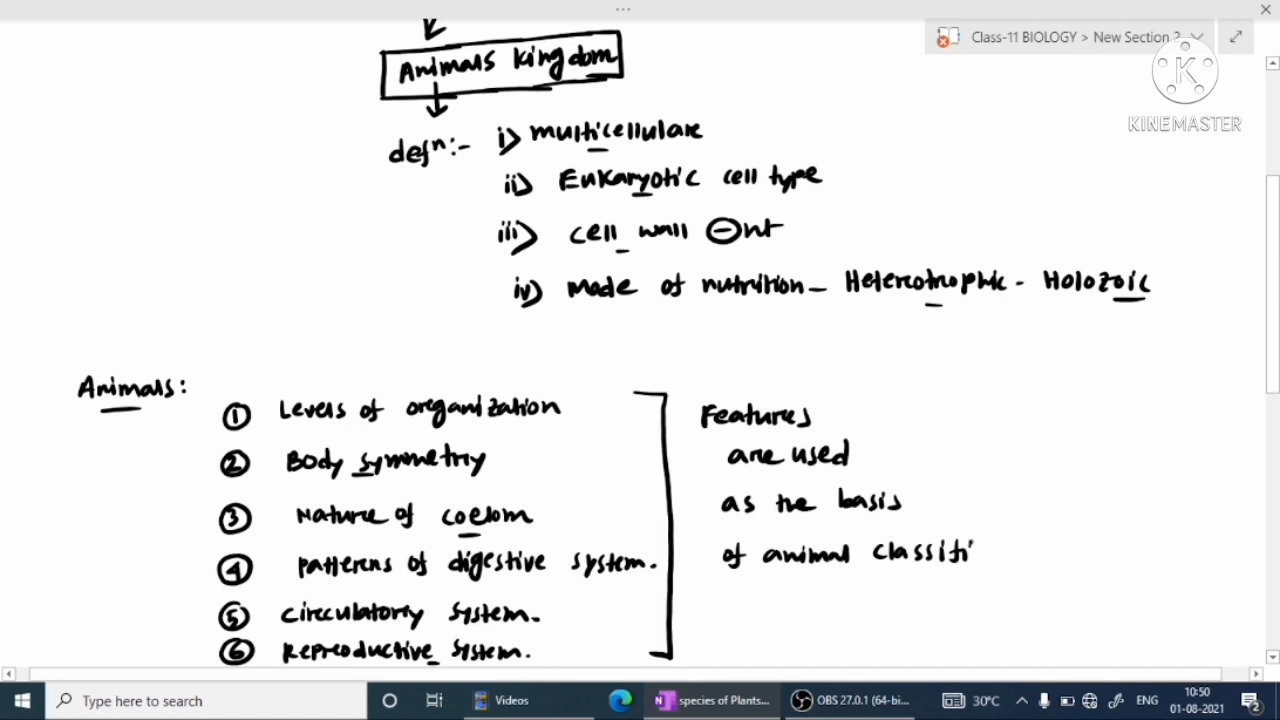 Class-11 BIOLOGY > New Section 2
KINEMASTER
Animals Kingdom
defn:- i) multicellular
ii) Eukaryotic cell type
iii) cell wall ⊖nt
iv) Mode of nutrition - Heterotrophic - Holozoic
Animals:
① Levels of organization
② Body symmetry
③ Nature of coelom
④ patterns of digestive system.
⑤ circulatory system.
⑥ Reproductive system.
Features
are used
as the basis
of animal classifi
Type here to search
Videos
species of Plants...
OBS 27.0.1 (64-bi...
30°C
ENG
10:50
01-08-2021
2